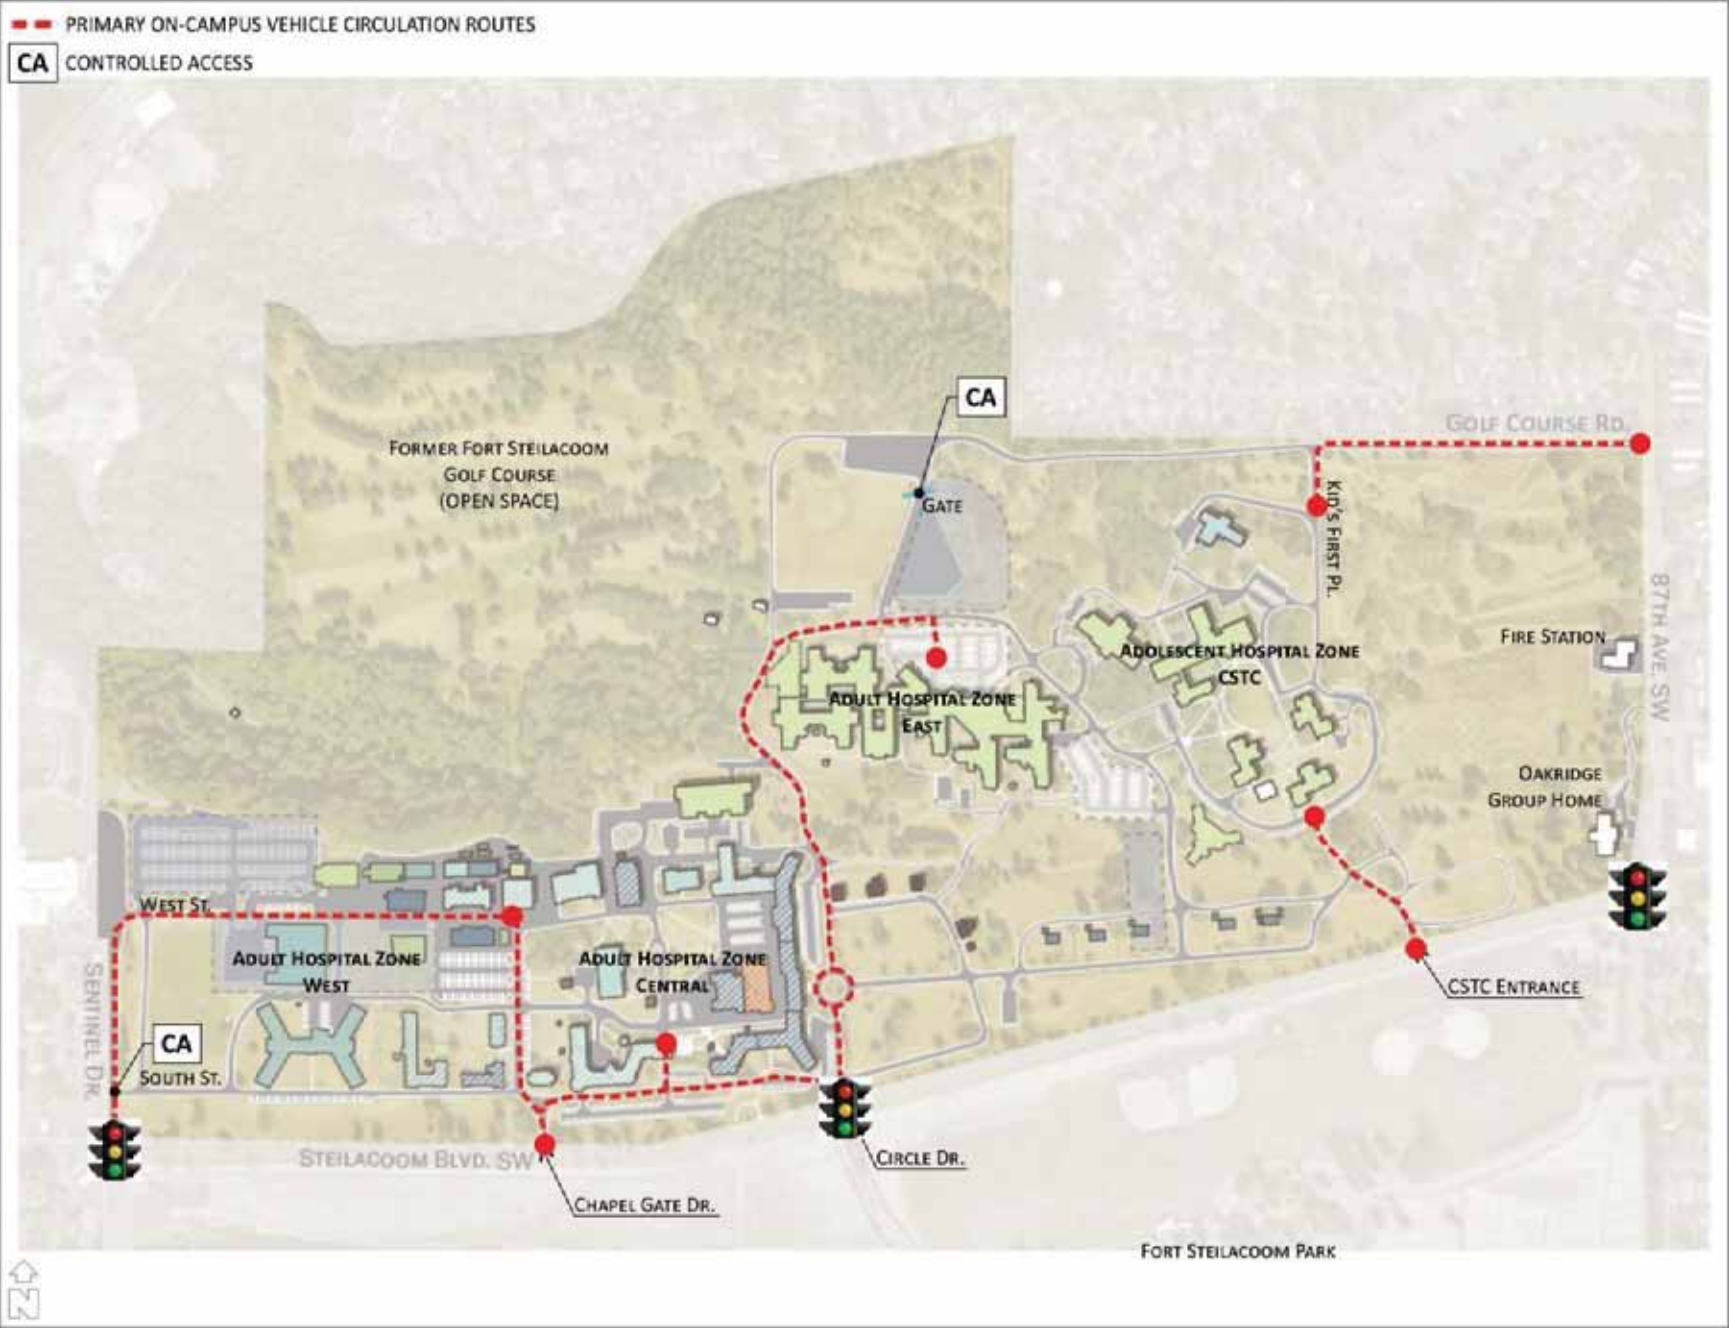 PRIMARY ON-CAMPUS VEHICLE CIRCULATION ROUTES
CA CONTROLLED ACCESS
CA
GOLF COURSE RD.
FORMER FORT STEILACOOM
GOLF COURSE
(OPEN SPACE)
GATE
KID'S FIRST PL.
87TH AVE. SW
FIRE STATION
ADOLESCENT HOSPITAL ZONE
CSTC
ADULT HOSPITAL ZONE
EAST
OAKRIDGE
GROUP HOME
WEST ST.
ADULT HOSPITAL ZONE
WEST
ADULT HOSPITAL ZONE
CENTRAL
CSTC ENTRANCE
SENTINEL DR.
CA
SOUTH ST.
STEILACOOM BLVD. SW
CIRCLE DR.
CHAPEL GATE DR.
FORT STEILACOOM PARK
N